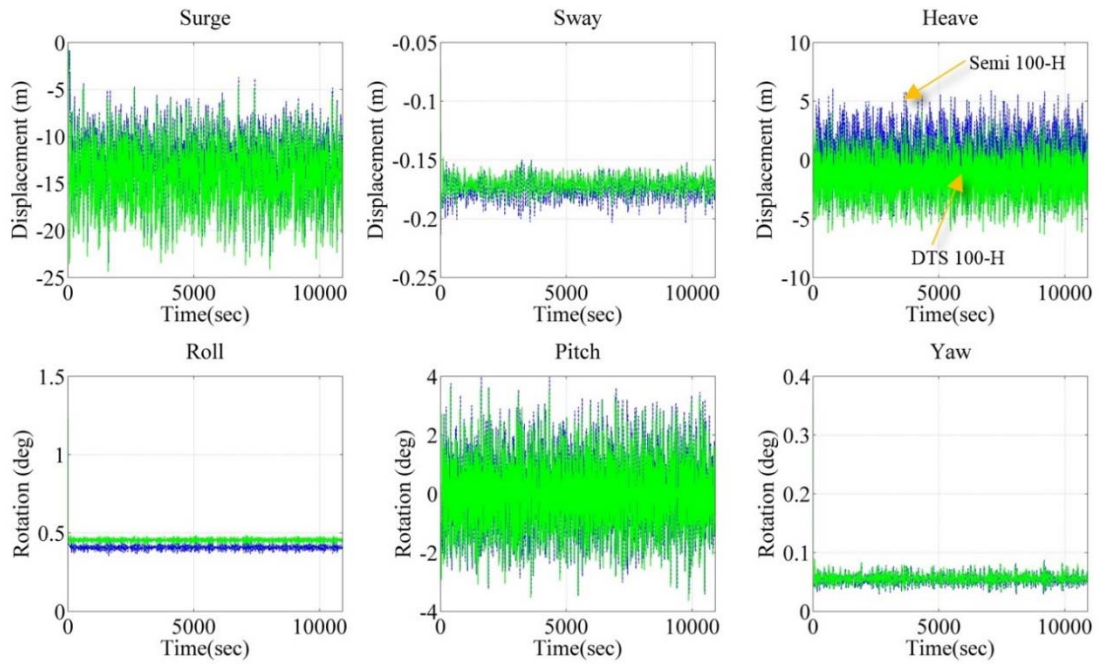 Surge
Sway
Heave
0
-5
-10
-15
-20
-25
Displacement (m)
0
5000
10000
Time(sec)
-0.05
-0.1
-0.15
-0.2
-0.25
Displacement (m)
0
5000
10000
Time(sec)
10
5
0
-5
-10
Displacement (m)
Semi 100-H
DTS 100-H
0
5000
10000
Time(sec)
Roll
Pitch
Yaw
1.5
1
0.5
0
Rotation (deg)
0
5000
10000
Time(sec)
4
2
0
-2
-4
Rotation (deg)
0
5000
10000
Time(sec)
0.4
0.3
0.2
0.1
0
Rotation (deg)
0
5000
10000
Time(sec)